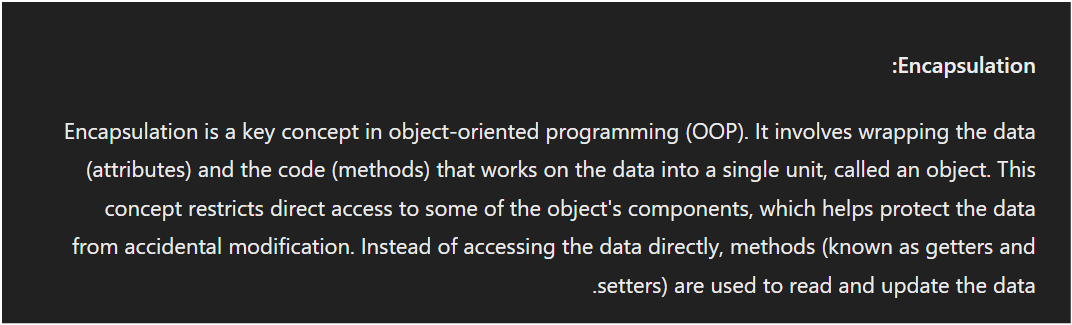 :Encapsulation
Encapsulation is a key concept in object-oriented programming (OOP). It involves wrapping the data
(attributes) and the code (methods) that works on the data into a single unit, called an object. This
concept restricts direct access to some of the object's components, which helps protect the data
from accidental modification. Instead of accessing the data directly, methods (known as getters and
.setters) are used to read and update the data